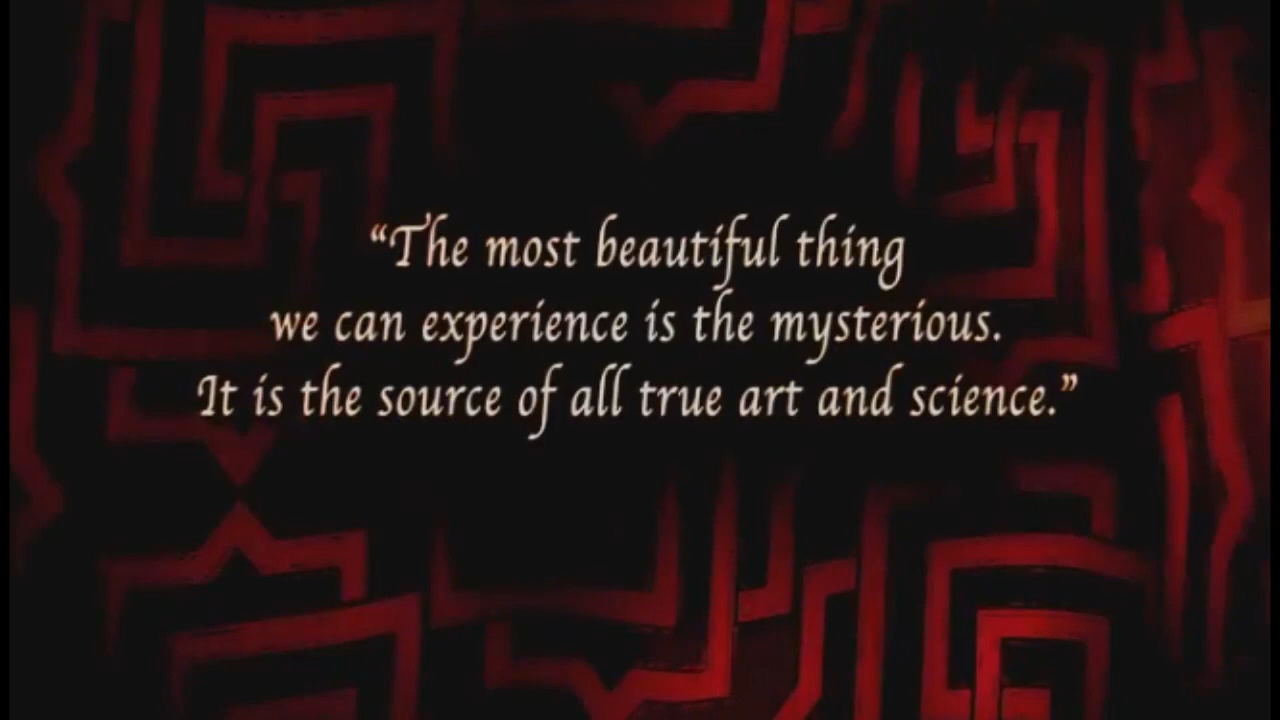 “The most beautiful thing
we can experience is the mysterious.
It is the source of all true art and science.”